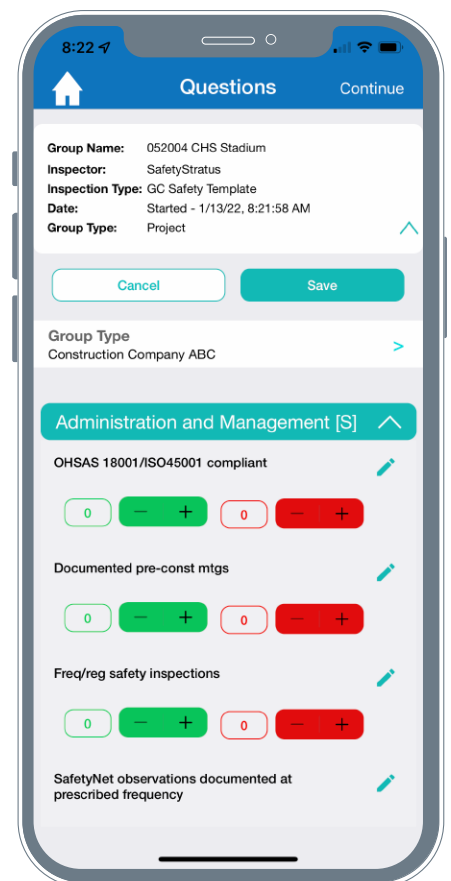 8:22
Questions
Continue
Group Name: 052004 CHS Stadium
Inspector: SafetyStratus
Inspection Type: GC Safety Template
Date: Started - 1/13/22, 8:21:58 AM
Group Type: Project
Cancel
Save
Group Type
Construction Company ABC
>
Administration and Management [S]
OHSAS 18001/ISO45001 compliant
0 − + 0 − +
Documented pre-const mtgs
0 − + 0 − +
Freq/reg safety inspections
0 − + 0 − +
SafetyNet observations documented at
prescribed frequency